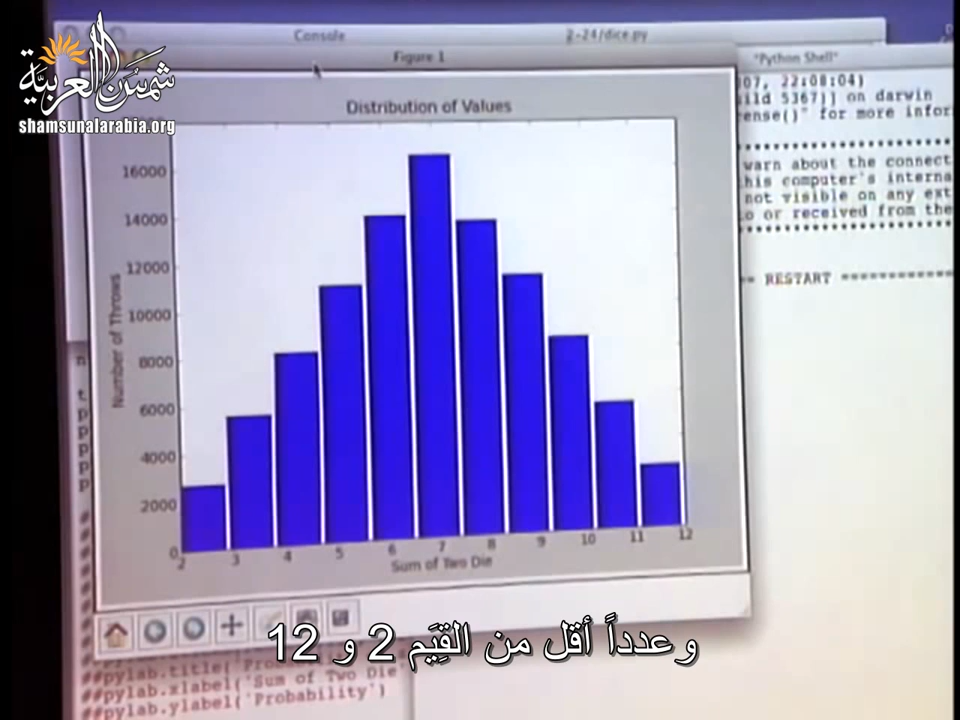 شمس العربية
shamsunalarabia.org
Console
2-24/dice.py
Figure 1
"Python Shell"
07, 22:08:04)
ild 5367)] on darwin
ense()" for more infor
warn about the connect
his computer's interna
not visible on any ext
o or received from the
RESTART
Distribution of Values
Number of Throws
16000
14000
12000
10000
8000
6000
4000
2000
0
2 3 4 5 6 7 8 9 10 11 12
Sum of Two Die
##pylab.title('Prob
##pylab.xlabel('Sum of Two Die'
##pylab.ylabel('Probability')
وعدداً أقل من القِيَم 2 و 12